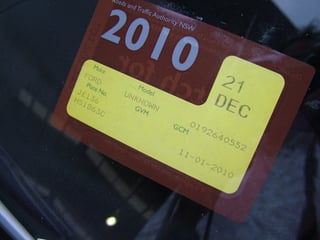 Roads and Traffic Authority NSW
2010
21
DEC
Make
FORD
Model
UNKNOWN
Plate No.
GVM
GCM
0192640552
11-01-2010